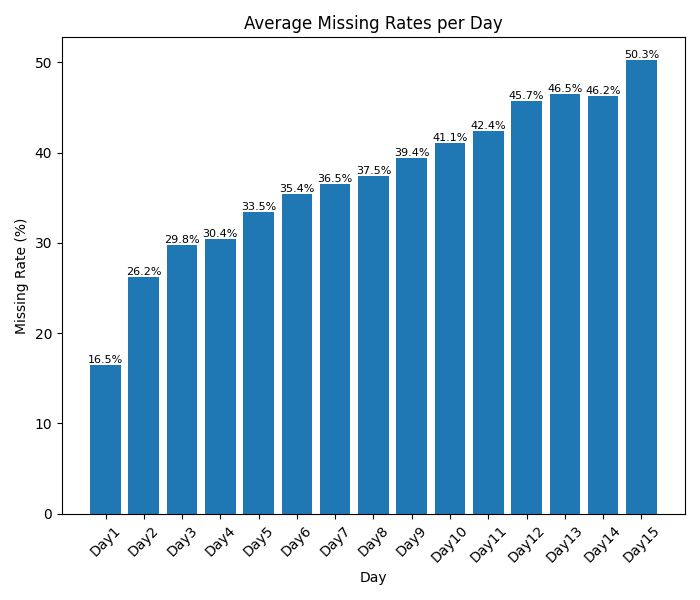 Average Missing Rates per Day
Missing Rate (%)
50
40
30
20
10
0
16.5%
26.2%
29.8%
30.4%
33.5%
35.4%
36.5%
37.5%
39.4%
41.1%
42.4%
45.7%
46.5%
46.2%
50.3%
Day1
Day2
Day3
Day4
Day5
Day6
Day7
Day8
Day9
Day10
Day11
Day12
Day13
Day14
Day15
Day